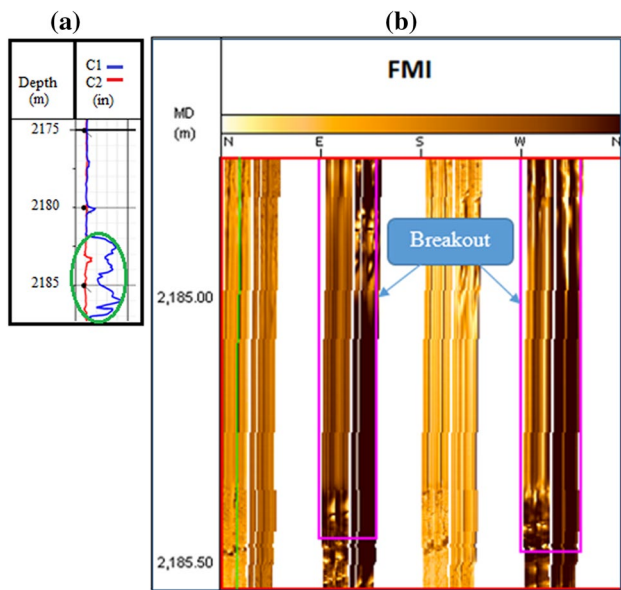 (a)
(b)
Depth
(m)
C1
C2
(in)
2175
2180
2185
FMI
MD
(m)
N E S W N
Breakout
2,185.00
2,185.50